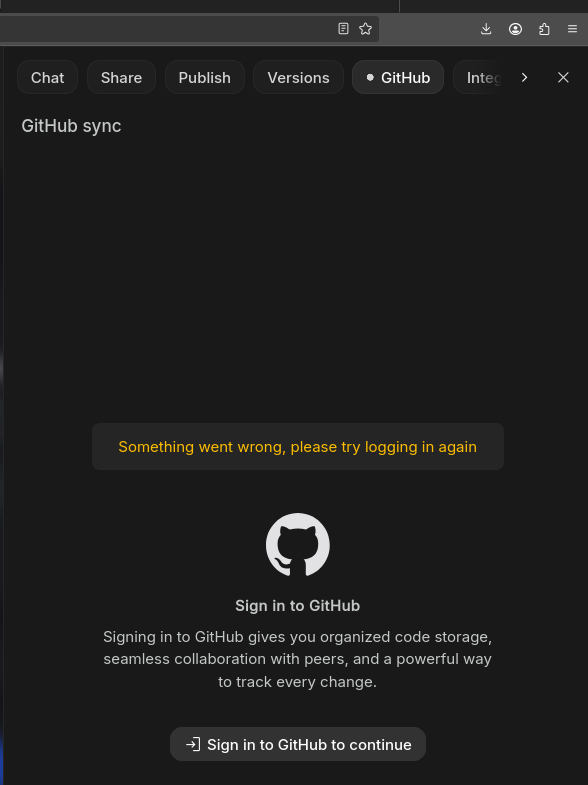 Chat
Share
Publish
Versions
GitHub
GitHub sync
Something went wrong, please try logging in again
Sign in to GitHub
Signing in to GitHub gives you organized code storage,
seamless collaboration with peers, and a powerful way
to track every change.
Sign in to GitHub to continue